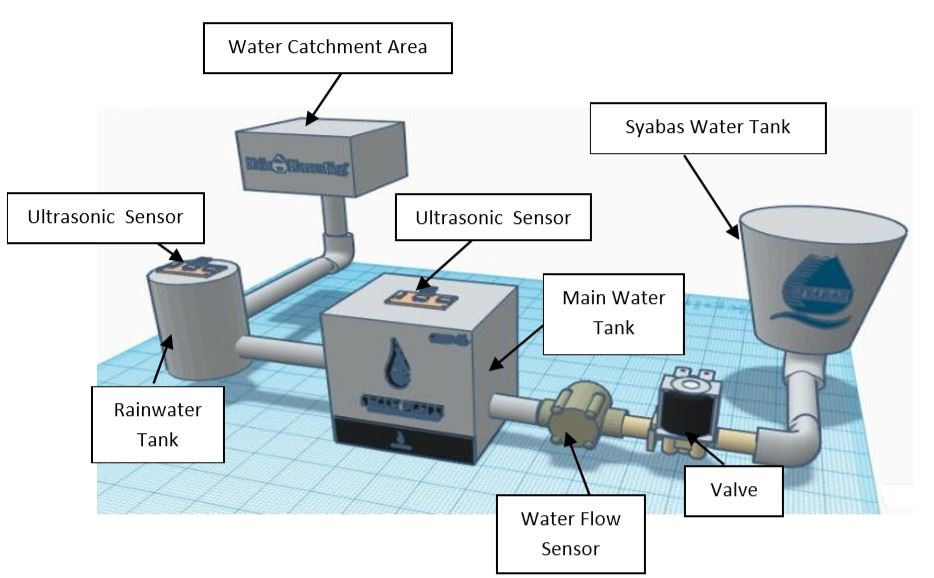 Water Catchment Area
Syabas Water Tank
Ultrasonic Sensor
Ultrasonic Sensor
Main Water
Tank
Rainwater
Tank
Valve
Water Flow
Sensor